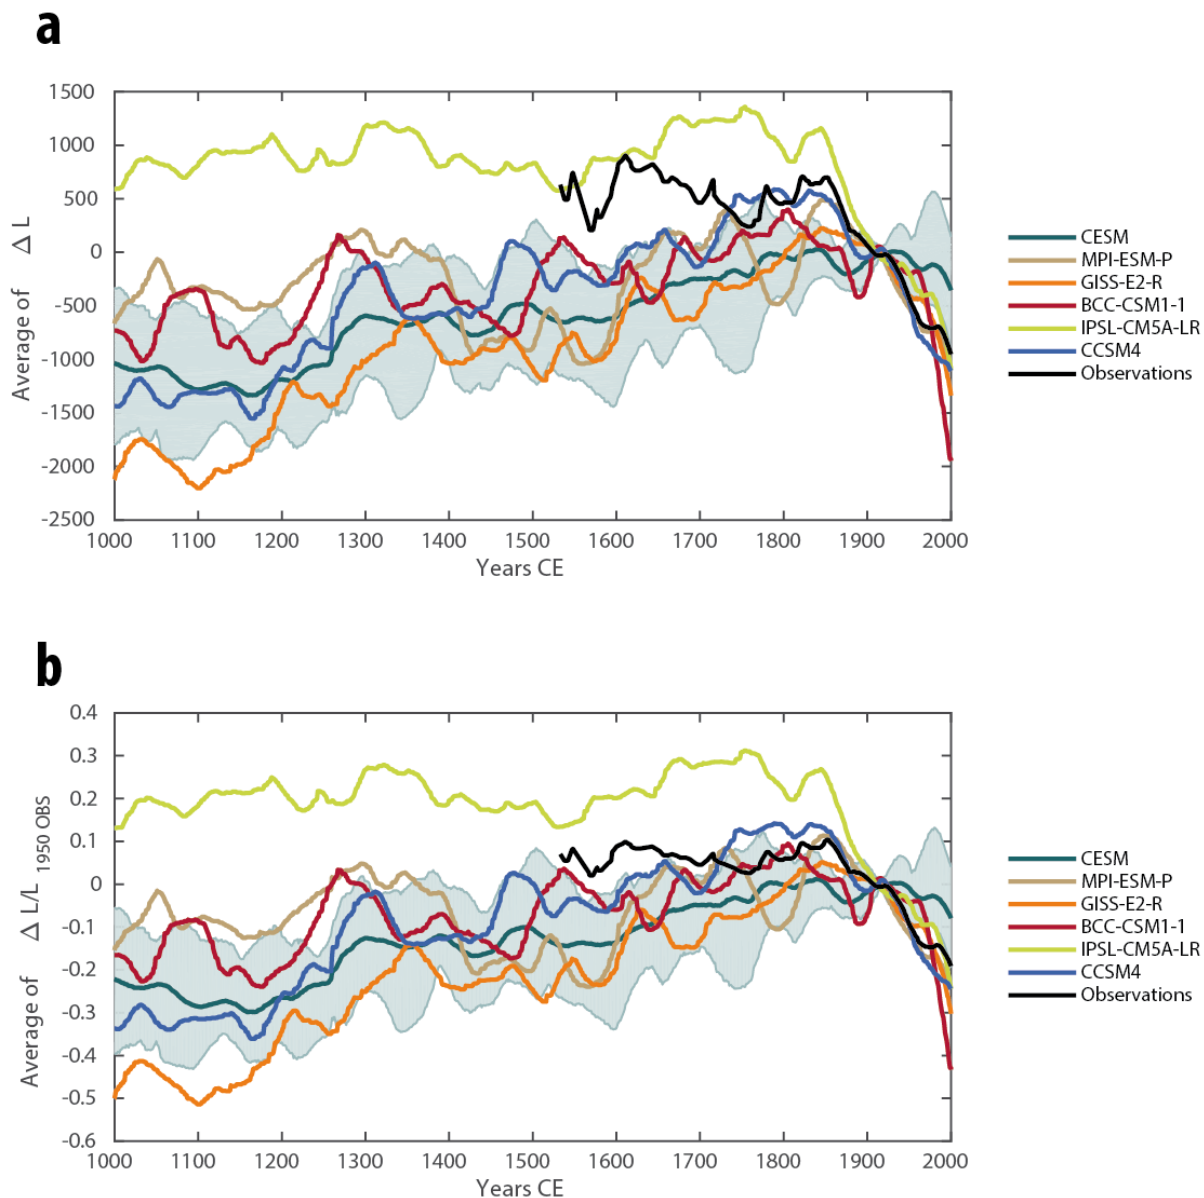 a
1500
1000
500
0
-500
-1000
-1500
-2000
-2500
Average of Δ L
1000 1100 1200 1300 1400 1500 1600 1700 1800 1900 2000
Years CE
CESM
MPI-ESM-P
GISS-E2-R
BCC-CSM1-1
IPSL-CM5A-LR
CCSM4
Observations
b
0.4
0.3
0.2
0.1
0
-0.1
-0.2
-0.3
-0.4
-0.5
-0.6
Average of Δ L/L 1950 OBS
1000 1100 1200 1300 1400 1500 1600 1700 1800 1900 2000
Years CE
CESM
MPI-ESM-P
GISS-E2-R
BCC-CSM1-1
IPSL-CM5A-LR
CCSM4
Observations